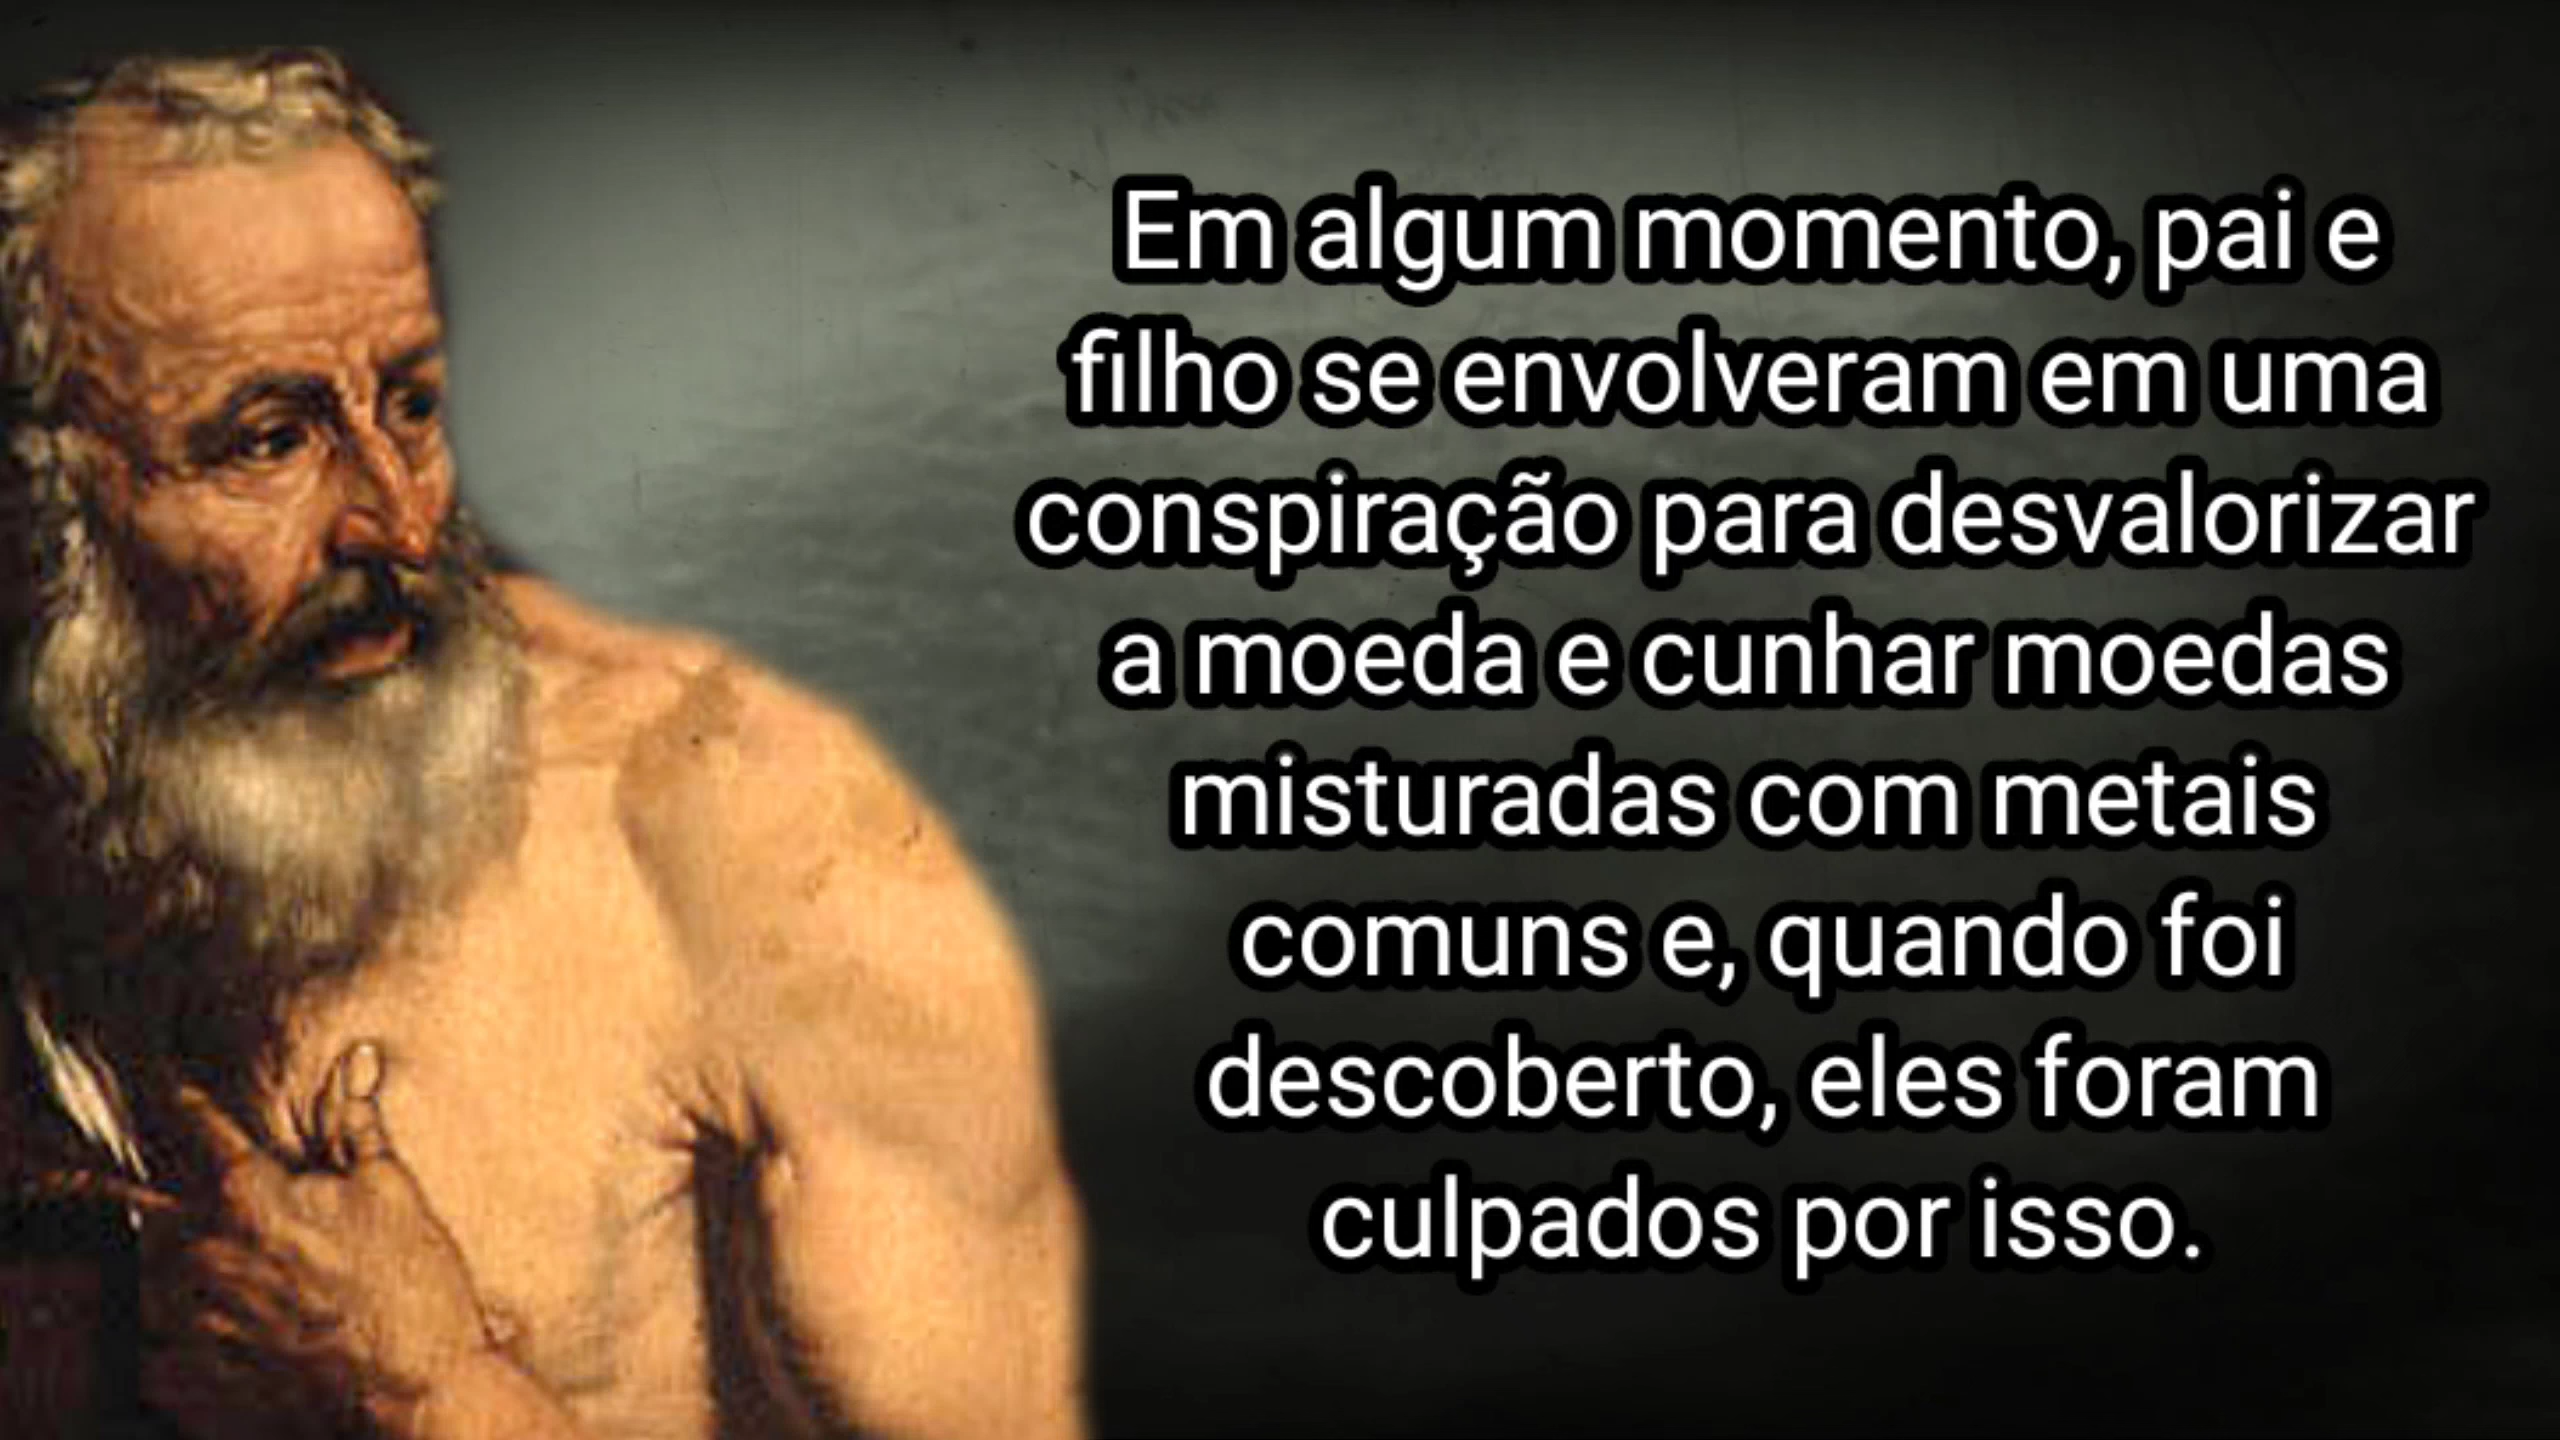 Em algum momento, pai e
filho se envolveram em uma
conspiração para desvalorizar
a moeda e cunhar moedas
misturadas com metais
comuns e, quando foi
descoberto, eles foram
culpados por isso.